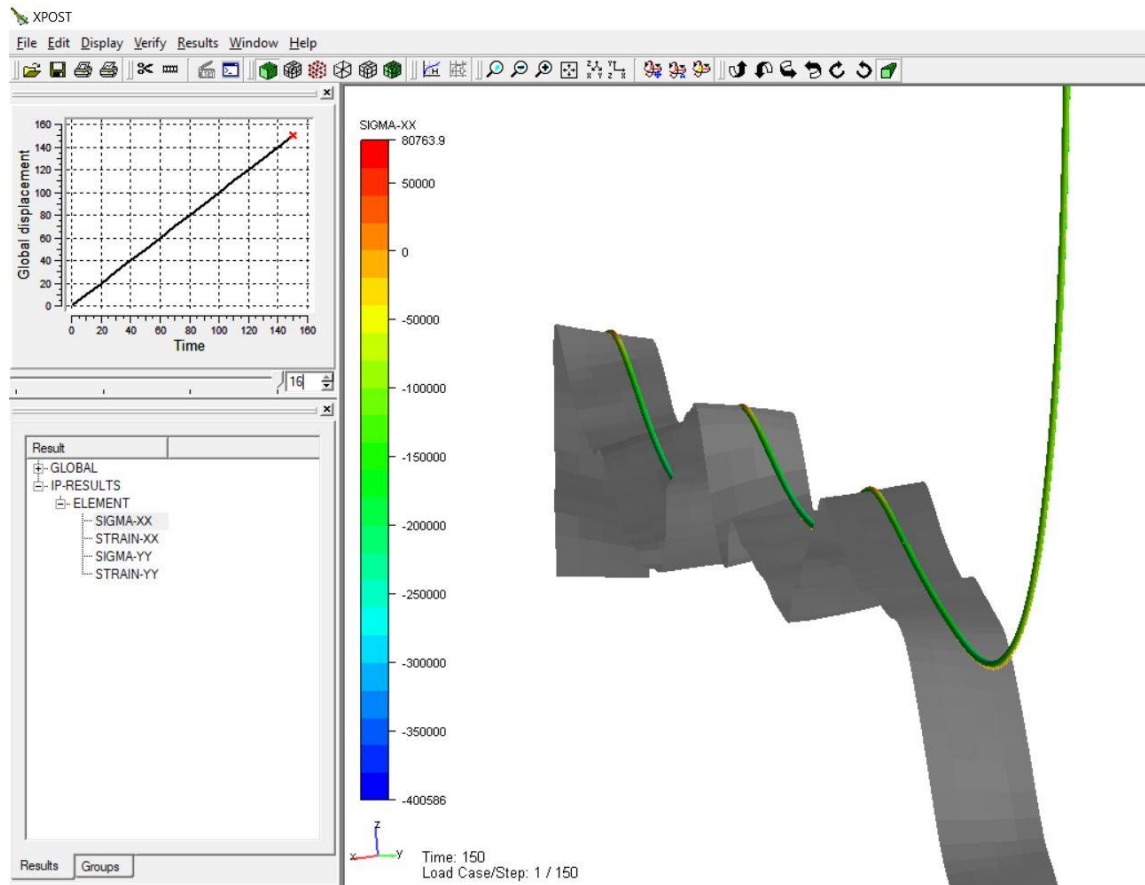 XPOST
File Edit Display Verify Results Window Help
Global displacement
160
140
120
100
80
60
40
20
0
0 20 40 60 80 100 120 140 160
Time
16
Result
GLOBAL
IP-RESULTS
ELEMENT
SIGMA-XX
STRAIN-XX
SIGMA-YY
STRAIN-YY
Results Groups
SIGMA-XX
80763.9
50000
0
-50000
-100000
-150000
-200000
-250000
-300000
-350000
-400586
z
x y
Time: 150
Load Case/Step: 1 / 150